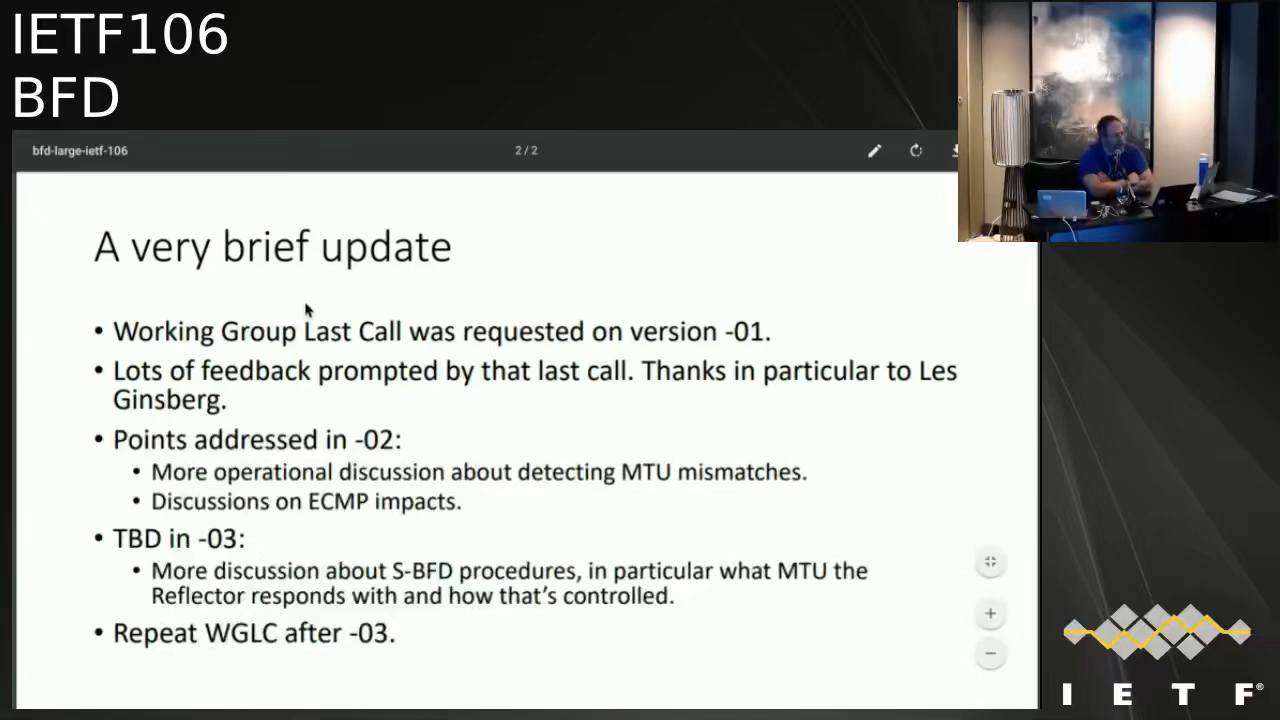 IETF106
BFD
bfd-large-ietf-106
2 / 2
A very brief update
• Working Group Last Call was requested on version -01.
• Lots of feedback prompted by that last call. Thanks in particular to Les
Ginsberg.
• Points addressed in -02:
• More operational discussion about detecting MTU mismatches.
• Discussions on ECMP impacts.
• TBD in -03:
• More discussion about S-BFD procedures, in particular what MTU the
Reflector responds with and how that’s controlled.
• Repeat WGLC after -03.
I E T F®